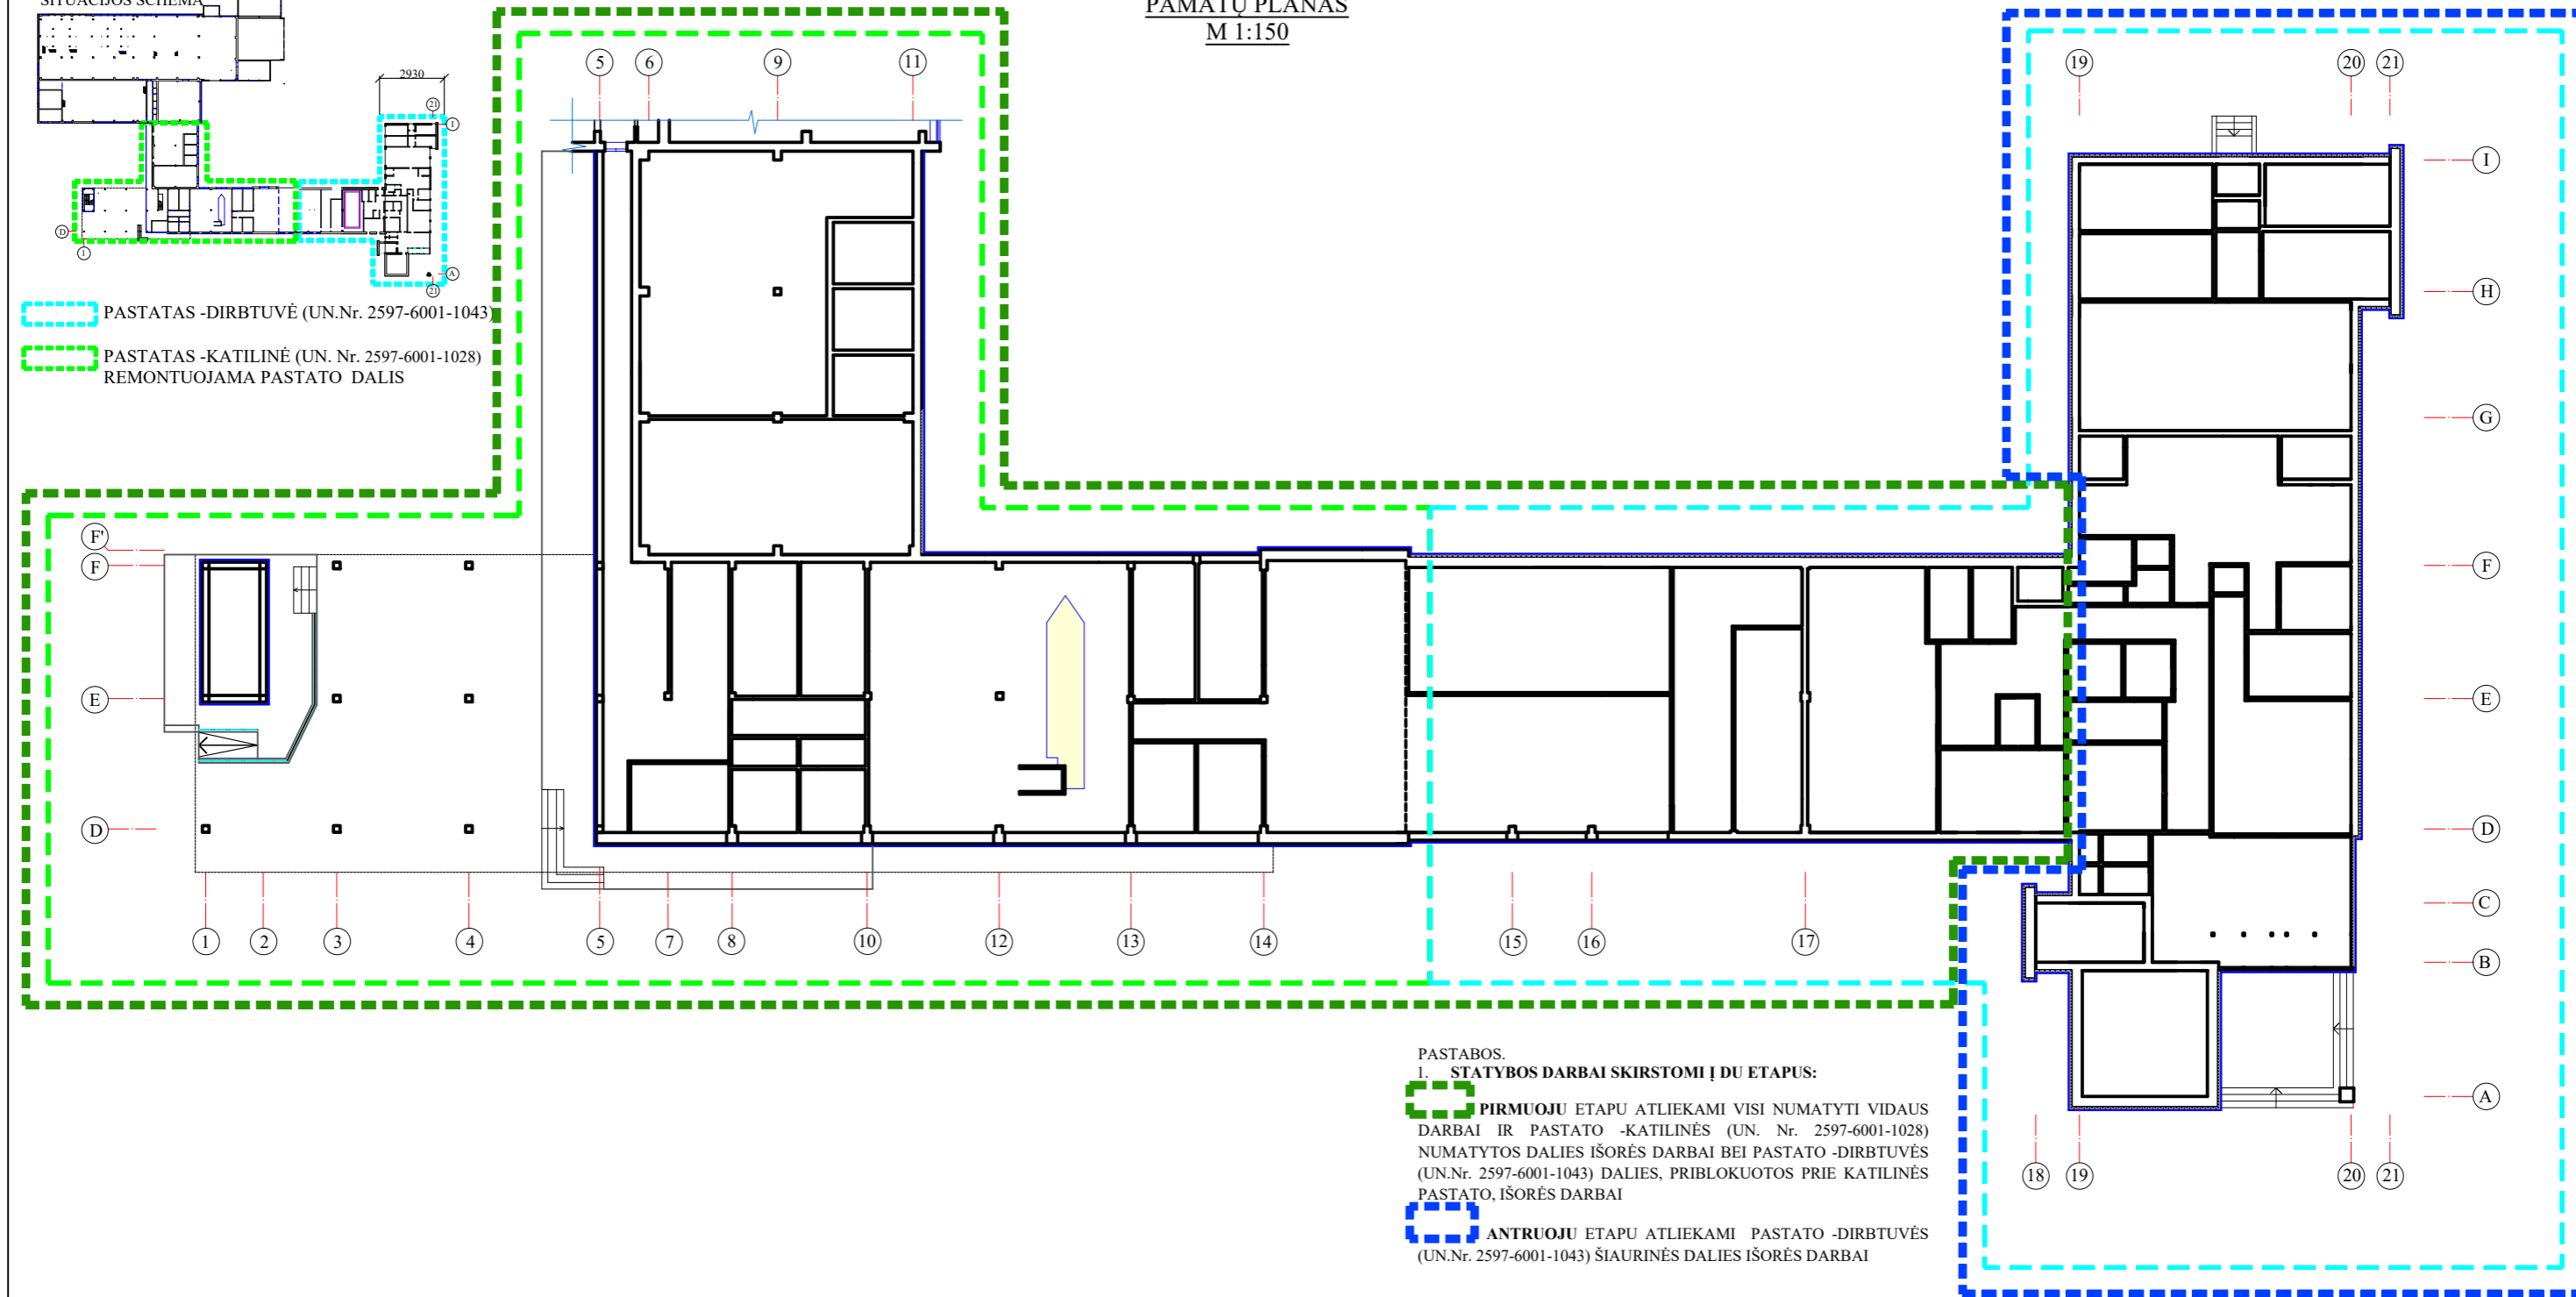 SITUACIJOS SCHEMA
PAMATŲ PLANAS
M 1:150
2930
21
I
D
1
A
21
PASTATAS -DIRBTUVĖ (UN.Nr. 2597-6001-1043)
PASTATAS -KATILINĖ (UN. Nr. 2597-6001-1028)
REMONTUOJAMA PASTATO DALIS
5 6 9 11 19 20 21
I
H
G
F'
F F
E E
D D
C
B
A
1 2 3 4 5 7 8 10 12 13 14 15 16 17
18 19 20 21
PASTABOS.
1. STATYBOS DARBAI SKIRSTOMI Į DU ETAPUS:
PIRMUOJU ETAPU ATLIEKAMI VISI NUMATYTI VIDAUS
DARBAI IR PASTATO -KATILINĖS (UN. Nr. 2597-6001-1028)
NUMATYTOS DALIES IŠORĖS DARBAI BEI PASTATO -DIRBTUVĖS
(UN.Nr. 2597-6001-1043) DALIES, PRIBLOKUOTOS PRIE KATILINĖS
PASTATO, IŠORĖS DARBAI
ANTRUOJU ETAPU ATLIEKAMI PASTATO -DIRBTUVĖS
(UN.Nr. 2597-6001-1043) ŠIAURINĖS DALIES IŠORĖS DARBAI